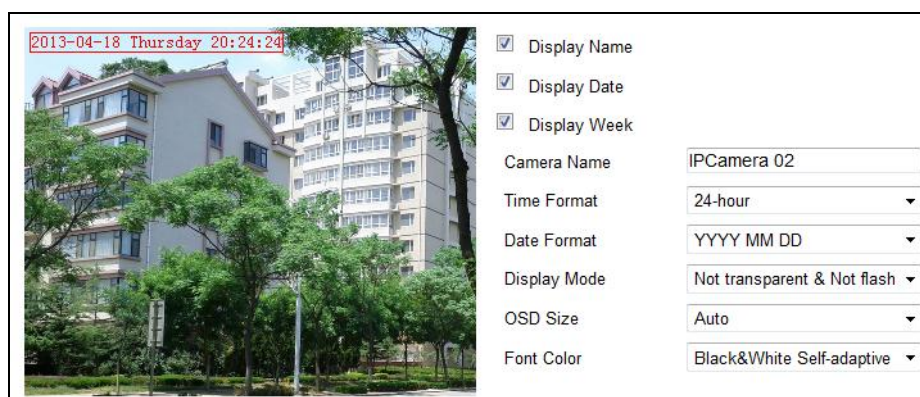 2013-04-18 Thursday 20:24:24
Display Name
Display Date
Display Week
Camera Name IPCamera 02
Time Format 24-hour
Date Format YYYY MM DD
Display Mode Not transparent & Not flash
OSD Size Auto
Font Color Black&White Self-adaptive